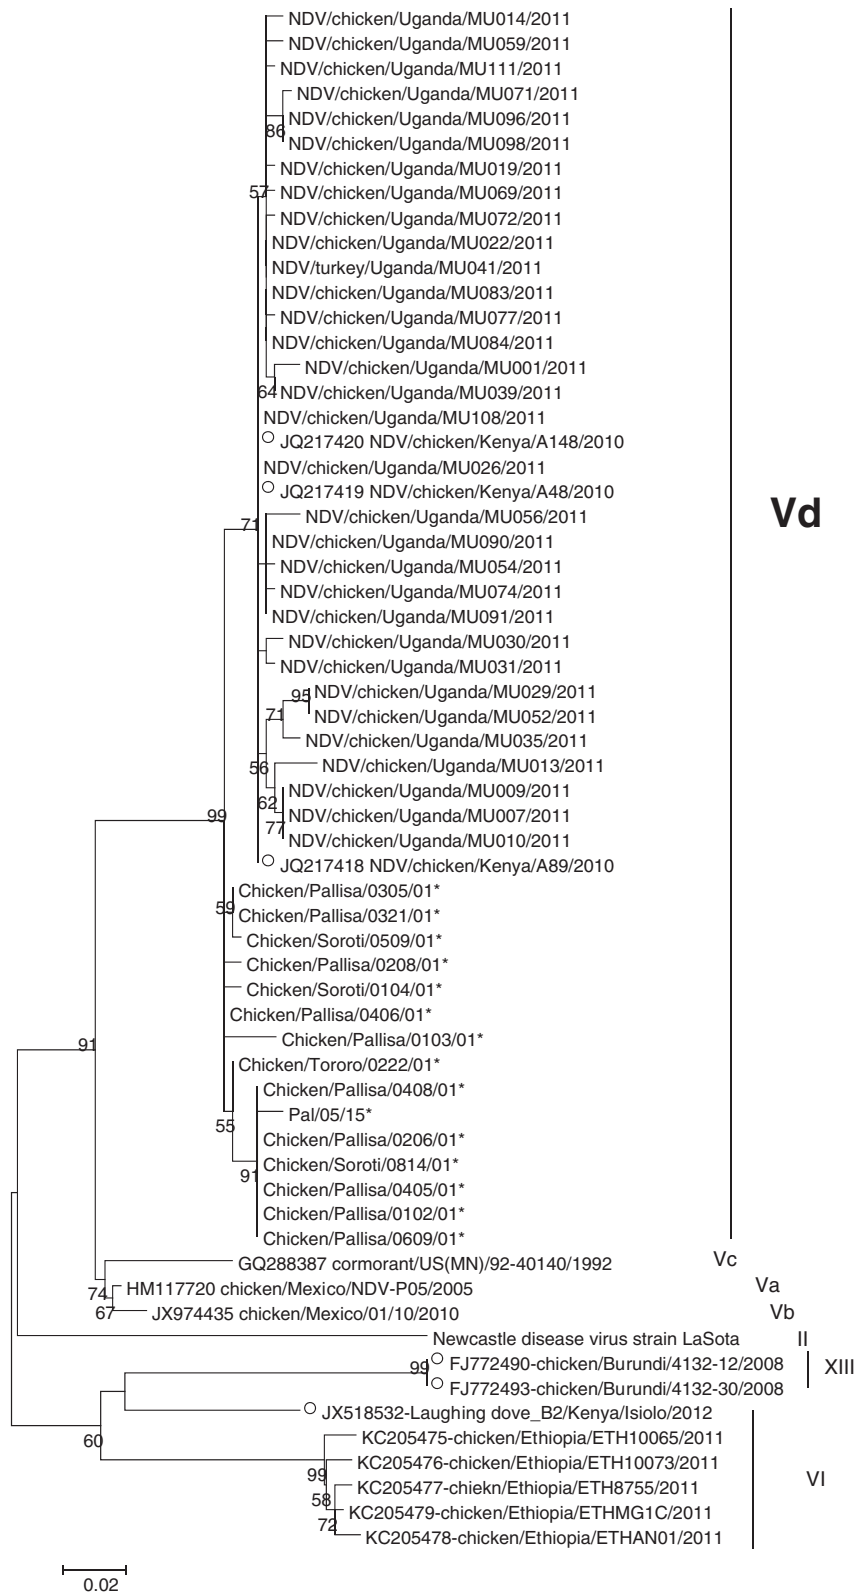 NDV/chicken/Uganda/MU014/2011
NDV/chicken/Uganda/MU059/2011
NDV/chicken/Uganda/MU111/2011
NDV/chicken/Uganda/MU071/2011
NDV/chicken/Uganda/MU096/2011
86
NDV/chicken/Uganda/MU098/2011
NDV/chicken/Uganda/MU019/2011
57
NDV/chicken/Uganda/MU069/2011
NDV/chicken/Uganda/MU072/2011
NDV/chicken/Uganda/MU022/2011
NDV/turkey/Uganda/MU041/2011
NDV/chicken/Uganda/MU083/2011
NDV/chicken/Uganda/MU077/2011
NDV/chicken/Uganda/MU084/2011
NDV/chicken/Uganda/MU001/2011
64
NDV/chicken/Uganda/MU039/2011
NDV/chicken/Uganda/MU108/2011
JQ217420 NDV/chicken/Kenya/A148/2010
NDV/chicken/Uganda/MU026/2011
JQ217419 NDV/chicken/Kenya/A48/2010
Vd
NDV/chicken/Uganda/MU056/2011
71
NDV/chicken/Uganda/MU090/2011
NDV/chicken/Uganda/MU054/2011
NDV/chicken/Uganda/MU074/2011
NDV/chicken/Uganda/MU091/2011
NDV/chicken/Uganda/MU030/2011
NDV/chicken/Uganda/MU031/2011
95
NDV/chicken/Uganda/MU029/2011
71
NDV/chicken/Uganda/MU052/2011
NDV/chicken/Uganda/MU035/2011
56
NDV/chicken/Uganda/MU013/2011
NDV/chicken/Uganda/MU009/2011
62
NDV/chicken/Uganda/MU007/2011
77
NDV/chicken/Uganda/MU010/2011
99
JQ217418 NDV/chicken/Kenya/A89/2010
Chicken/Pallisa/0305/01*
59
Chicken/Pallisa/0321/01*
Chicken/Soroti/0509/01*
Chicken/Pallisa/0208/01*
Chicken/Soroti/0104/01*
Chicken/Pallisa/0406/01*
91
Chicken/Pallisa/0103/01*
Chicken/Tororo/0222/01*
Chicken/Pallisa/0408/01*
Pal/05/15*
55
Chicken/Pallisa/0206/01*
Chicken/Soroti/0814/01*
91
Chicken/Pallisa/0405/01*
Chicken/Pallisa/0102/01*
Chicken/Pallisa/0609/01*
GQ288387 cormorant/US(MN)/92-40140/1992 Vc
74
HM117720 chicken/Mexico/NDV-P05/2005 Va
67
JX974435 chicken/Mexico/01/10/2010 Vb
Newcastle disease virus strain LaSota II
99
FJ772490-chicken/Burundi/4132-12/2008 XIII
FJ772493-chicken/Burundi/4132-30/2008
JX518532-Laughing dove_B2/Kenya/Isiolo/2012
60
KC205475-chicken/Ethiopia/ETH10065/2011
KC205476-chicken/Ethiopia/ETH10073/2011
99
VI
KC205477-chiekn/Ethiopia/ETH8755/2011
58
KC205479-chicken/Ethiopia/ETHMG1C/2011
72
KC205478-chicken/Ethiopia/ETHAN01/2011
0.02